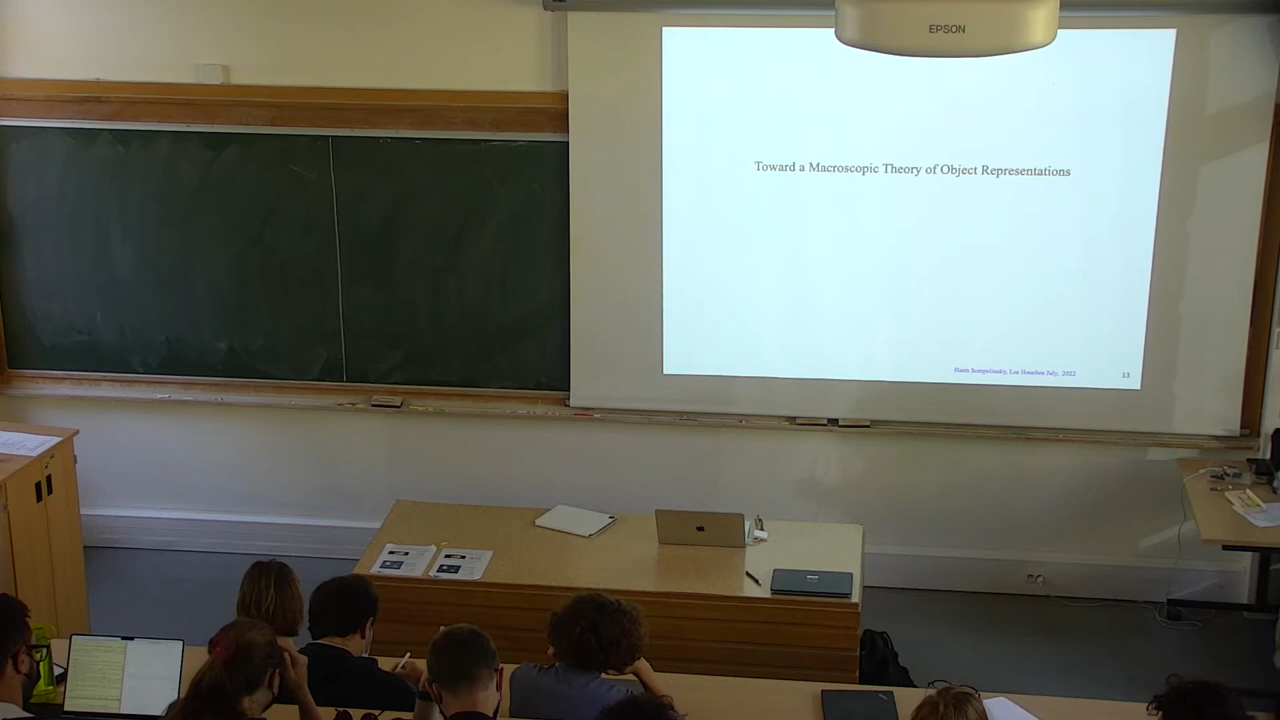 EPSON
Toward a Macroscopic Theory of Object Representations
Haim Sompolinsky, Les Houches July, 2022
13